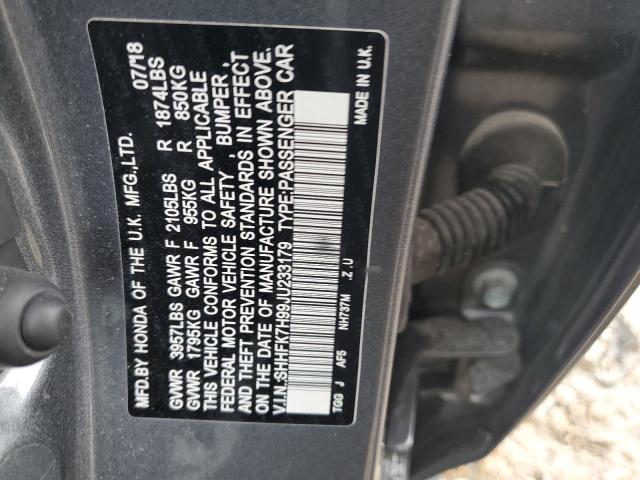 MFD.BY HONDA OF THE U.K. MFG.,LTD. 07/18
GVWR 3957LBS GAWR F 2105LBS R 1874LBS
GVWR 1795KG GAWR F 955KG R 850KG
THIS VEHICLE CONFORMS TO ALL APPLICABLE
FEDERAL MOTOR VEHICLE SAFETY , BUMPER ,
AND THEFT PREVENTION STANDARDS IN EFFECT
ON THE DATE OF MANUFACTURE SHOWN ABOVE.
V.I.N.:SHHFK7H99JU233179 TYPE:PASSENGER CAR
TGG J AF5 NH737M .Z.U MADE IN U.K.